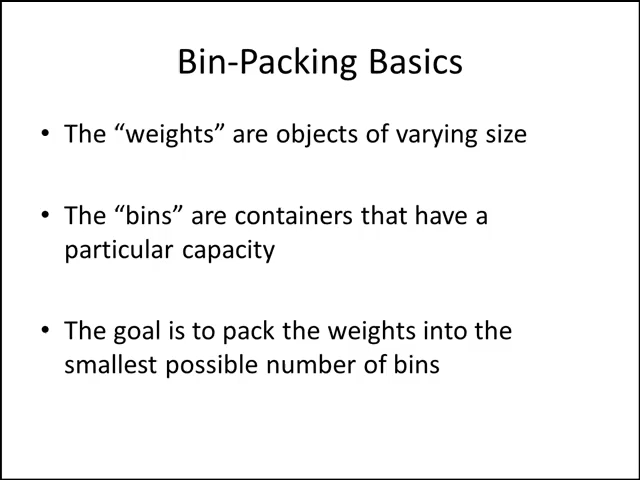 Bin-Packing Basics
• The “weights” are objects of varying size
• The “bins” are containers that have a
particular capacity
• The goal is to pack the weights into the
smallest possible number of bins